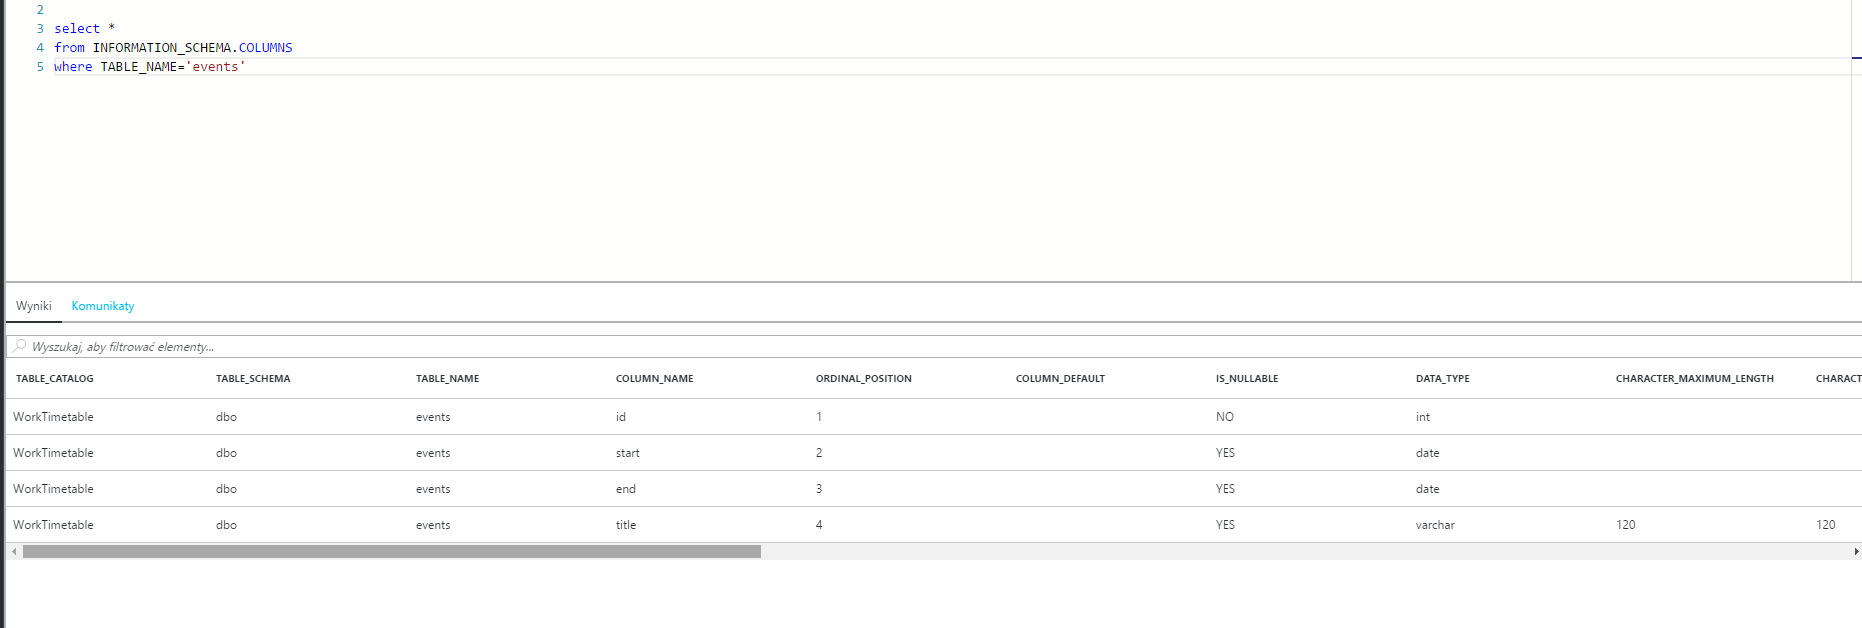 2
3 select *
4 from INFORMATION_SCHEMA.COLUMNS
5 where TABLE_NAME='events'
Wyniki Komunikaty
Wyszukaj, aby filtrować elementy...
TABLE_CATALOG TABLE_SCHEMA TABLE_NAME COLUMN_NAME ORDINAL_POSITION COLUMN_DEFAULT IS_NULLABLE DATA_TYPE CHARACTER_MAXIMUM_LENGTH CHARACT
WorkTimetable dbo events id 1 NO int
WorkTimetable dbo events start 2 YES date
WorkTimetable dbo events end 3 YES date
WorkTimetable dbo events title 4 YES varchar 120 120